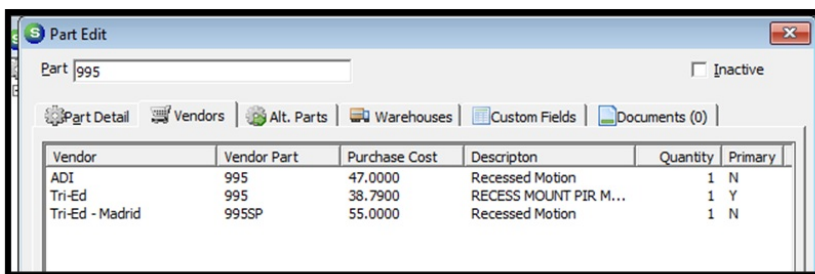 S Part Edit
Part 995 Inactive
Part Detail Vendors Alt. Parts Warehouses Custom Fields Documents (0)
Vendor Vendor Part Purchase Cost Descripton Quantity Primary
ADI 995 47.0000 Recessed Motion 1 N
Tri-Ed 995 38.7900 RECESS MOUNT PIR M... 1 Y
Tri-Ed - Madrid 995SP 55.0000 Recessed Motion 1 N